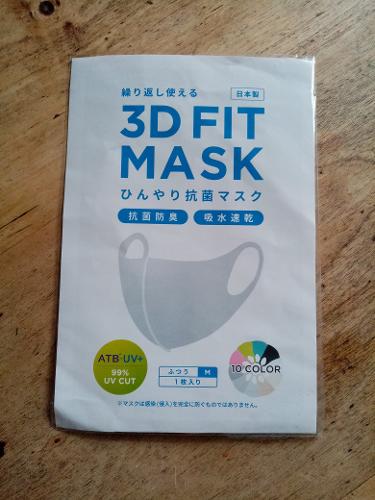 繰り返し使える
日本製
3D FIT
MASK
ひんやり抗菌マスク
抗菌防臭
吸水速乾
ATB-UV+
99%
UV CUT
ふつう M
1枚入り
10 COLOR
※マスクは感染(侵入)を完全に防ぐものではありません。